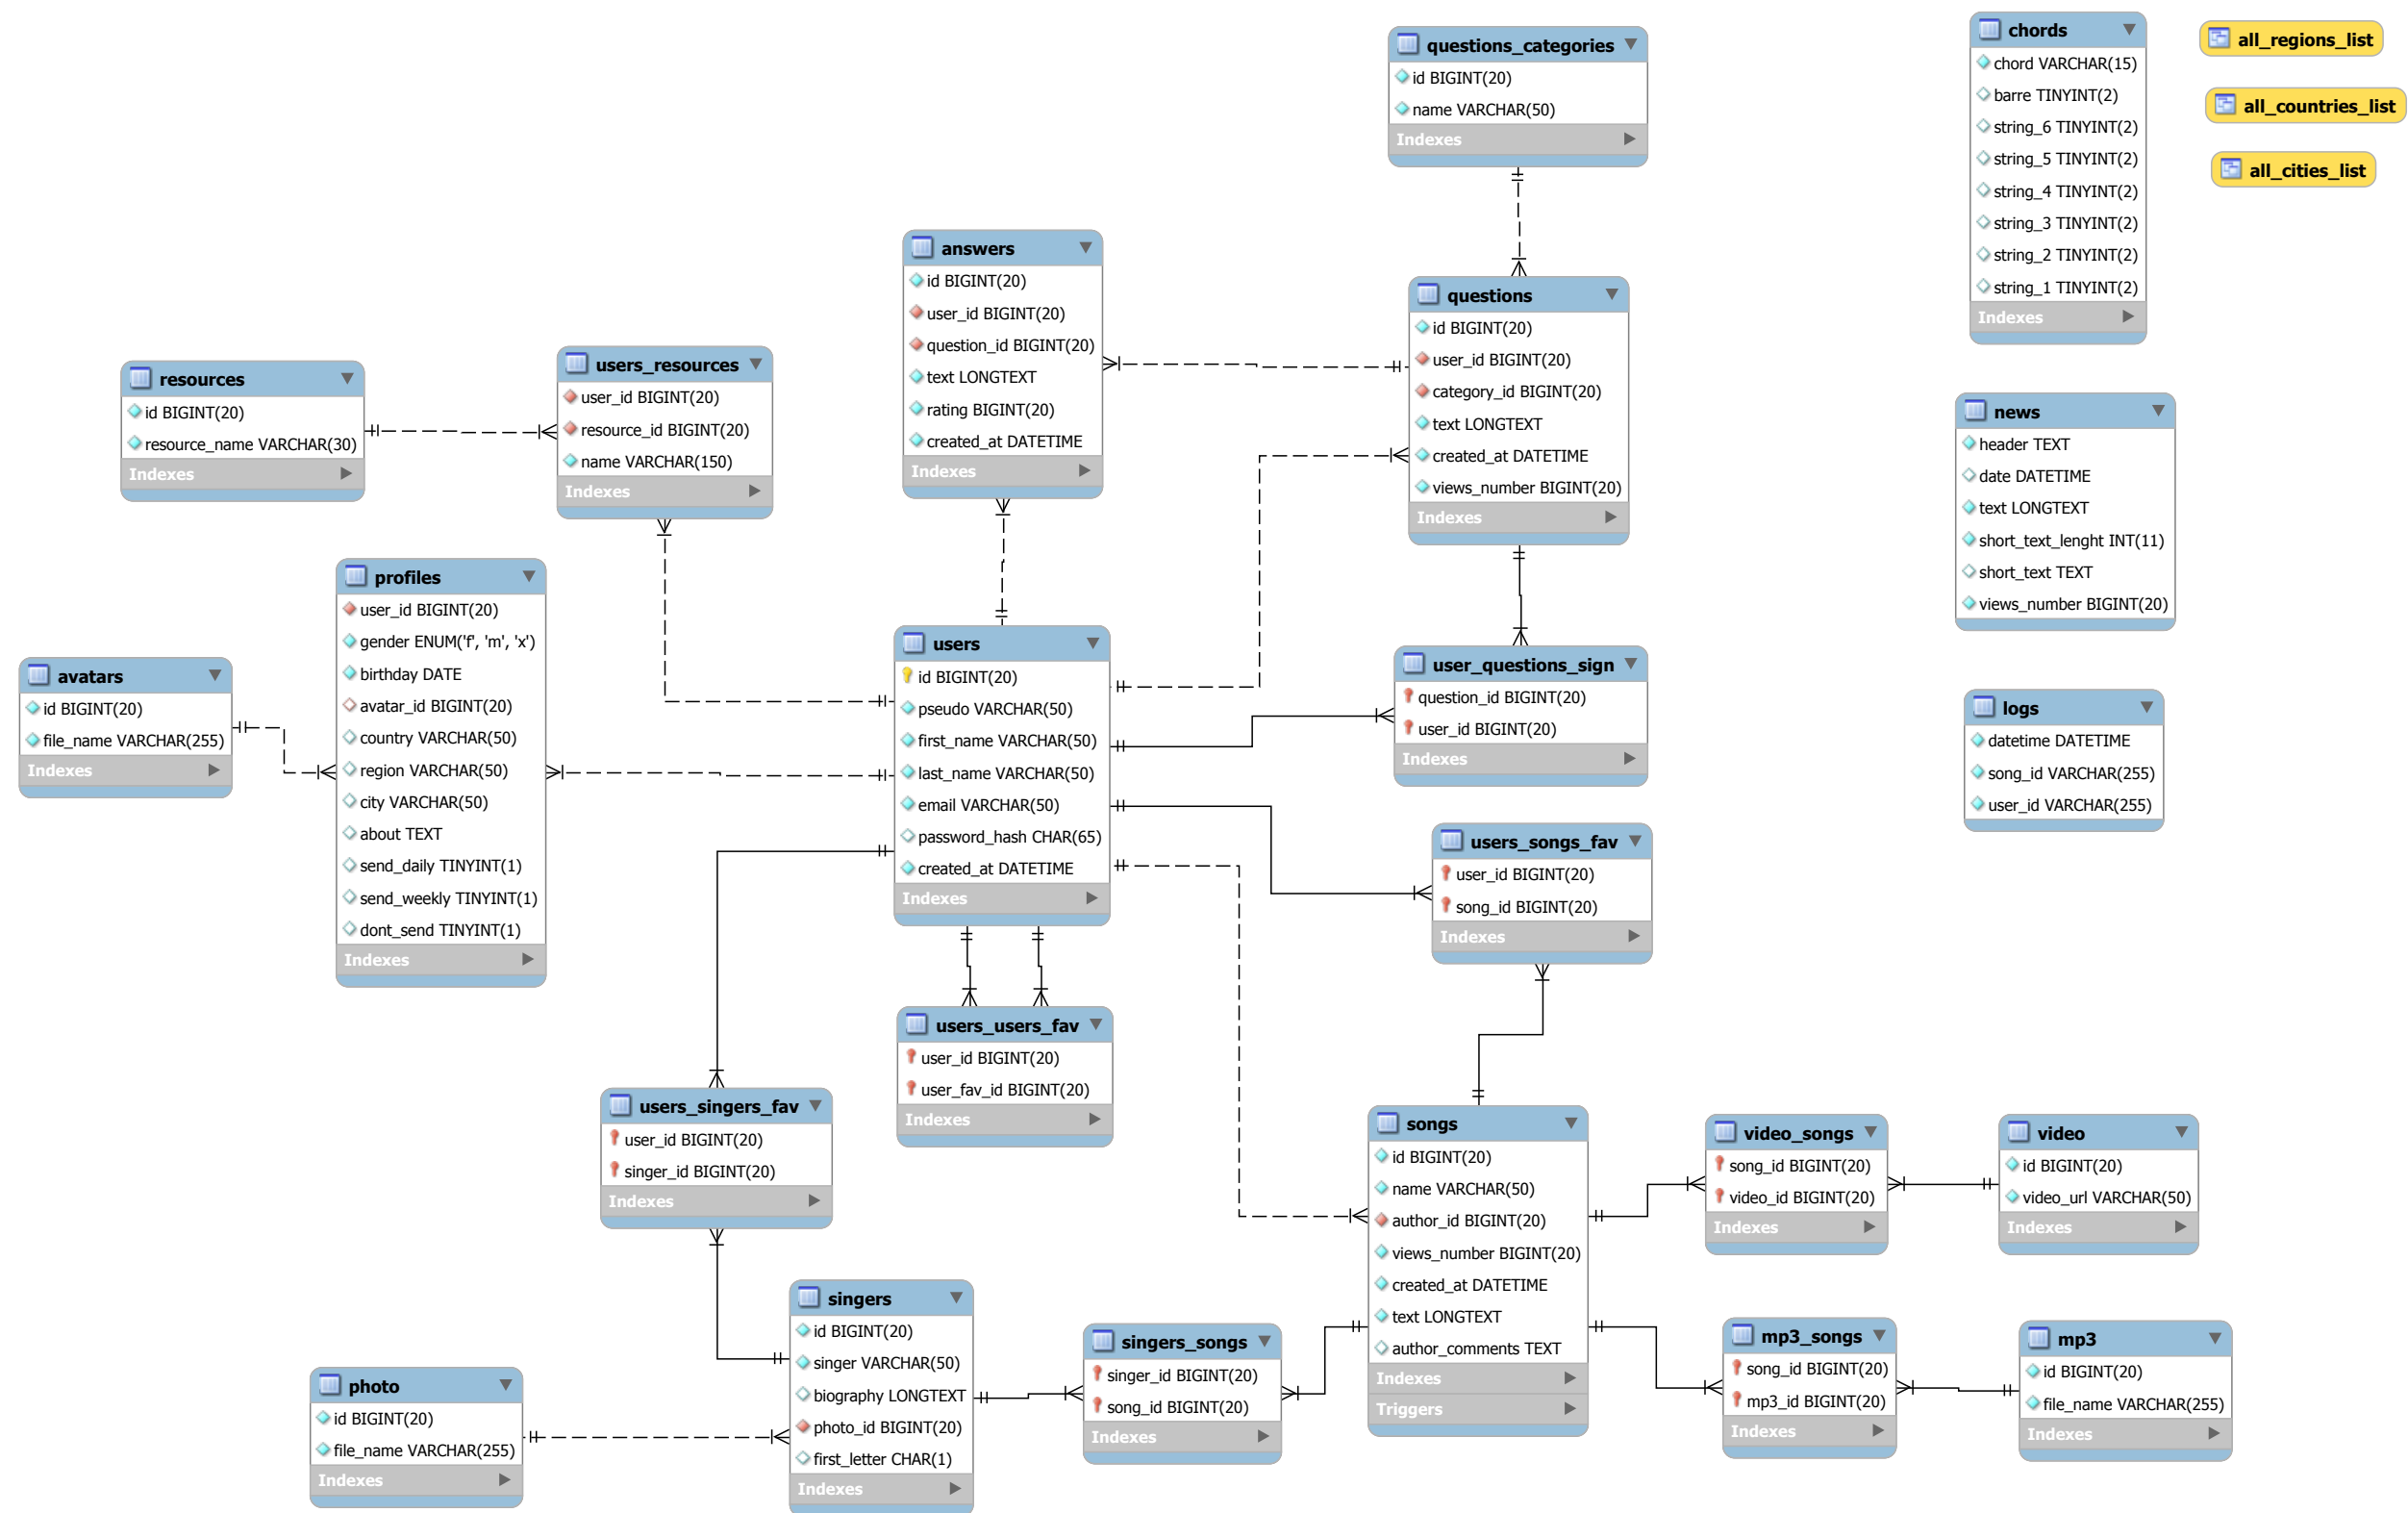 questions_categories
id BIGINT(20)
name VARCHAR(50)
Indexes
chords
chord VARCHAR(15)
barre TINYINT(2)
string_6 TINYINT(2)
string_5 TINYINT(2)
string_4 TINYINT(2)
string_3 TINYINT(2)
string_2 TINYINT(2)
string_1 TINYINT(2)
Indexes
all_regions_list
all_countries_list
all_cities_list
answers
id BIGINT(20)
user_id BIGINT(20)
question_id BIGINT(20)
text LONGTEXT
rating BIGINT(20)
created_at DATETIME
Indexes
questions
id BIGINT(20)
user_id BIGINT(20)
category_id BIGINT(20)
text LONGTEXT
created_at DATETIME
views_number BIGINT(20)
Indexes
resources
id BIGINT(20)
resource_name VARCHAR(30)
Indexes
users_resources
user_id BIGINT(20)
resource_id BIGINT(20)
name VARCHAR(150)
Indexes
news
header TEXT
date DATETIME
text LONGTEXT
short_text_lenght INT(11)
short_text TEXT
views_number BIGINT(20)
profiles
user_id BIGINT(20)
gender ENUM('f', 'm', 'x')
birthday DATE
avatar_id BIGINT(20)
country VARCHAR(50)
region VARCHAR(50)
city VARCHAR(50)
about TEXT
send_daily TINYINT(1)
send_weekly TINYINT(1)
dont_send TINYINT(1)
Indexes
avatars
id BIGINT(20)
file_name VARCHAR(255)
Indexes
users
id BIGINT(20)
pseudo VARCHAR(50)
first_name VARCHAR(50)
last_name VARCHAR(50)
email VARCHAR(50)
password_hash CHAR(65)
created_at DATETIME
Indexes
user_questions_sign
question_id BIGINT(20)
user_id BIGINT(20)
Indexes
logs
datetime DATETIME
song_id VARCHAR(255)
user_id VARCHAR(255)
users_songs_fav
user_id BIGINT(20)
song_id BIGINT(20)
Indexes
users_users_fav
user_id BIGINT(20)
user_fav_id BIGINT(20)
Indexes
users_singers_fav
user_id BIGINT(20)
singer_id BIGINT(20)
Indexes
songs
id BIGINT(20)
name VARCHAR(50)
author_id BIGINT(20)
views_number BIGINT(20)
created_at DATETIME
text LONGTEXT
author_comments TEXT
Indexes
Triggers
video_songs
song_id BIGINT(20)
video_id BIGINT(20)
Indexes
video
id BIGINT(20)
video_url VARCHAR(50)
Indexes
singers
id BIGINT(20)
singer VARCHAR(50)
biography LONGTEXT
photo_id BIGINT(20)
first_letter CHAR(1)
Indexes
singers_songs
singer_id BIGINT(20)
song_id BIGINT(20)
Indexes
mp3_songs
song_id BIGINT(20)
mp3_id BIGINT(20)
Indexes
mp3
id BIGINT(20)
file_name VARCHAR(255)
Indexes
photo
id BIGINT(20)
file_name VARCHAR(255)
Indexes